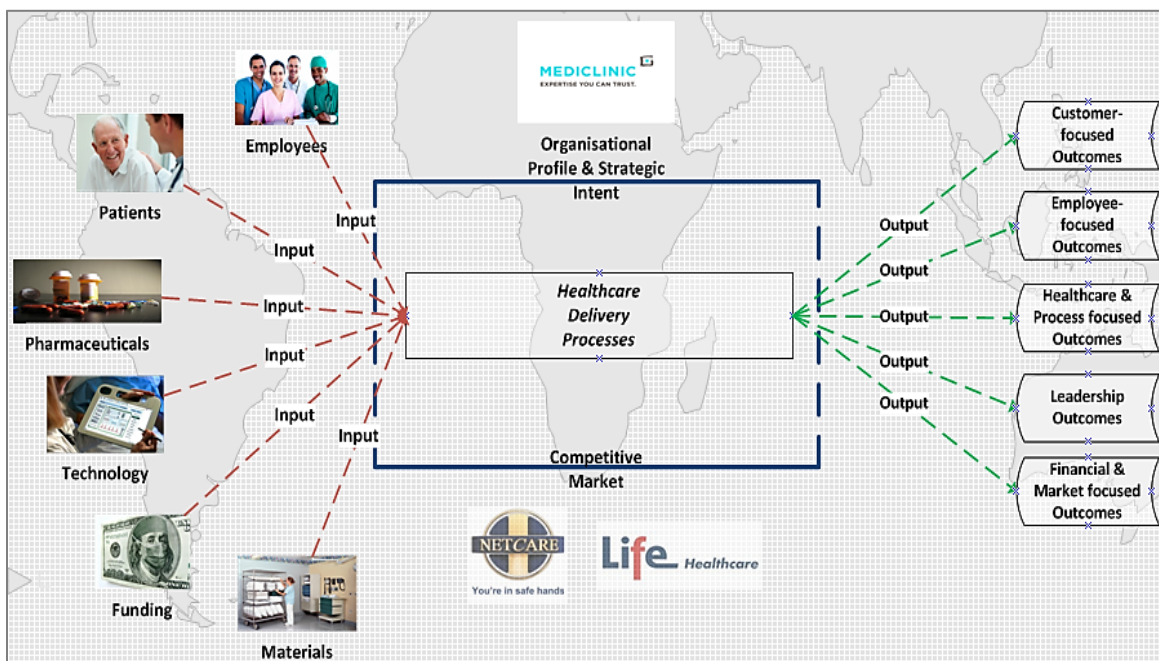 MEDICLINIC
EXPERTISE YOU CAN TRUST.
Employees
Patients
Pharmaceuticals
Technology
Funding
Materials
Input
Input
Input
Input
Input
Input
Organisational
Profile & Strategic
Intent
Healthcare
Delivery
Processes
Competitive
Market
NETCARE
You're in safe hands
Life Healthcare
Output
Output
Output
Output
Output
Customer-
focused
Outcomes
Employee-
focused
Outcomes
Healthcare &
Process focused
Outcomes
Leadership
Outcomes
Financial &
Market focused
Outcomes